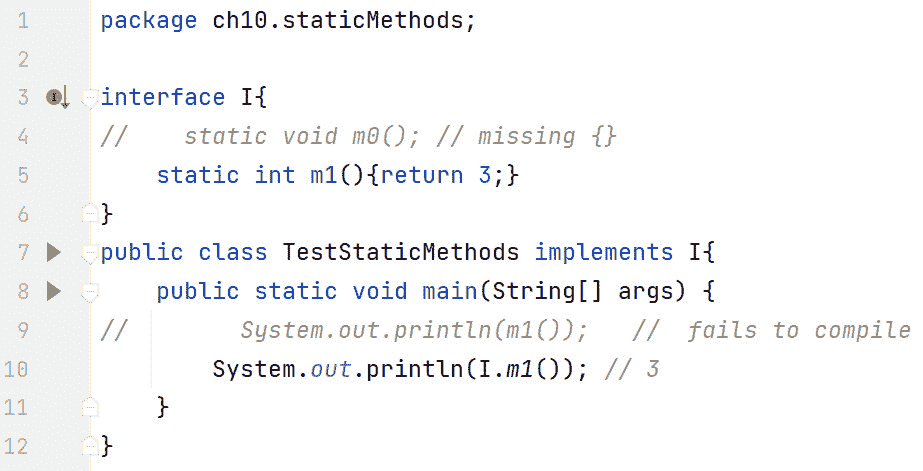 1 package ch10.staticMethods;
2
3 interface I{
4 //    static void m0(); // missing {}
5     static int m1(){return 3;}
6 }
7 public class TestStaticMethods implements I{
8     public static void main(String[] args) {
9 //        System.out.println(m1());   //  fails to compile
10         System.out.println(I.m1()); // 3
11     }
12 }